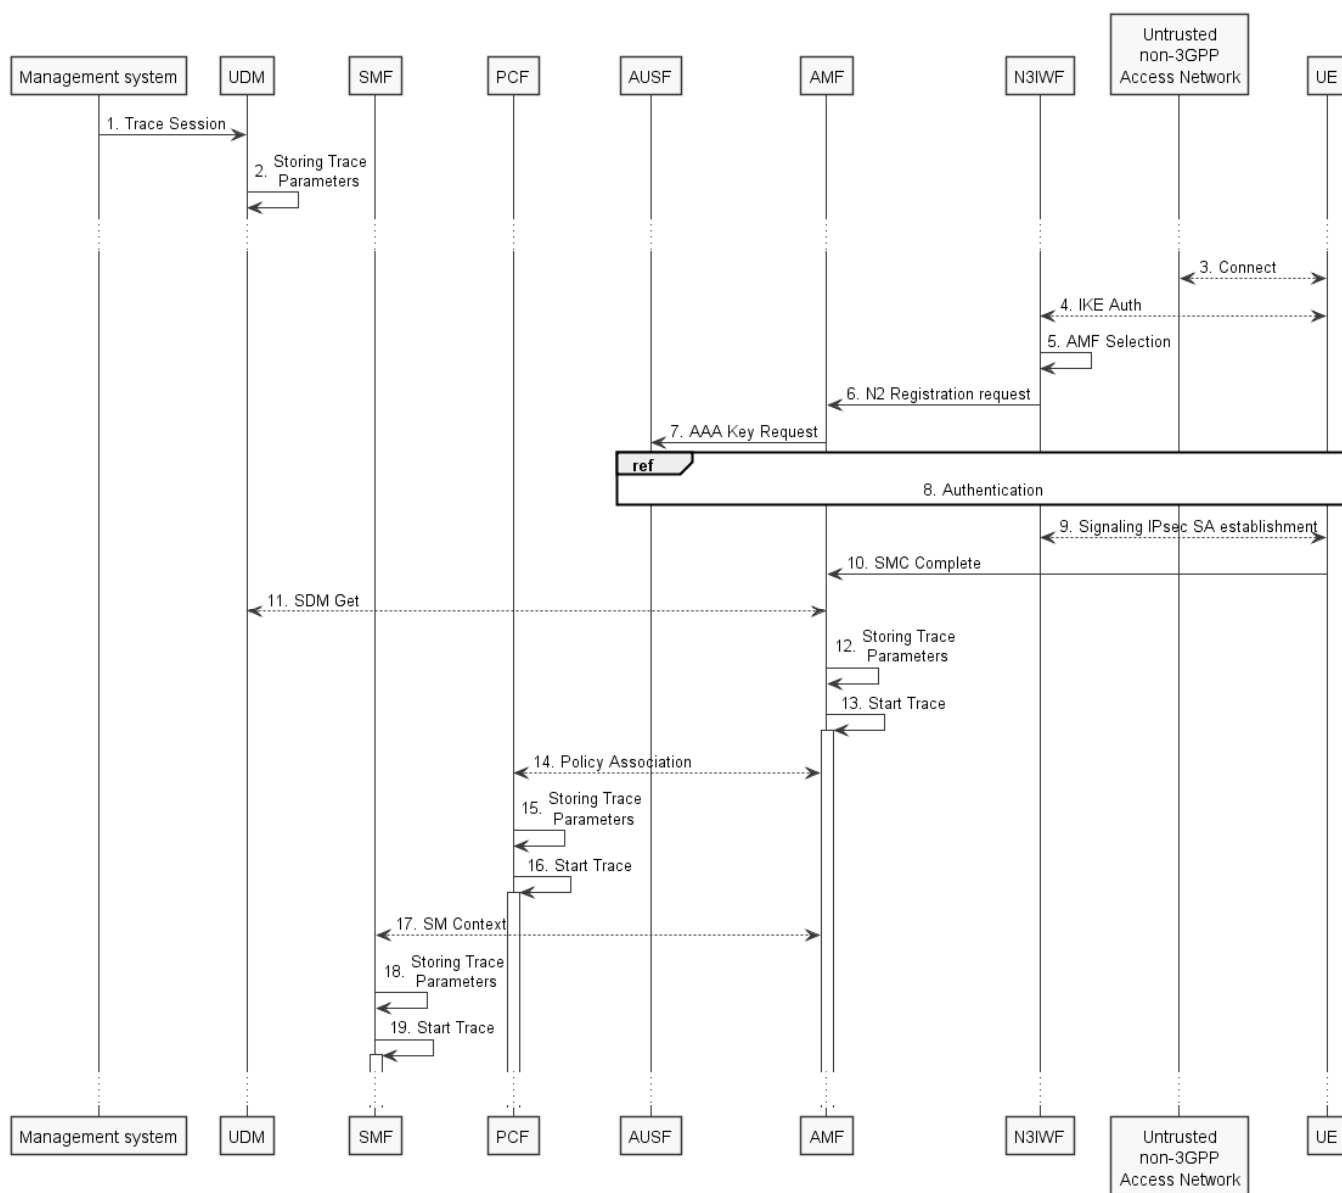 Untrusted
non-3GPP
Access Network
Management system
UDM
SMF
PCF
AUSF
AMF
N3IWF
UE
1. Trace Session
2. Storing Trace
Parameters
3. Connect
4. IKE Auth
5. AMF Selection
6. N2 Registration request
7. AAA Key Request
ref
8. Authentication
9. Signaling IPsec SA establishment
10. SMC Complete
11. SDM Get
12. Storing Trace
Parameters
13. Start Trace
14. Policy Association
15. Storing Trace
Parameters
16. Start Trace
17. SM Context
18. Storing Trace
Parameters
19. Start Trace
Management system
UDM
SMF
PCF
AUSF
AMF
N3IWF
Untrusted
non-3GPP
Access Network
UE